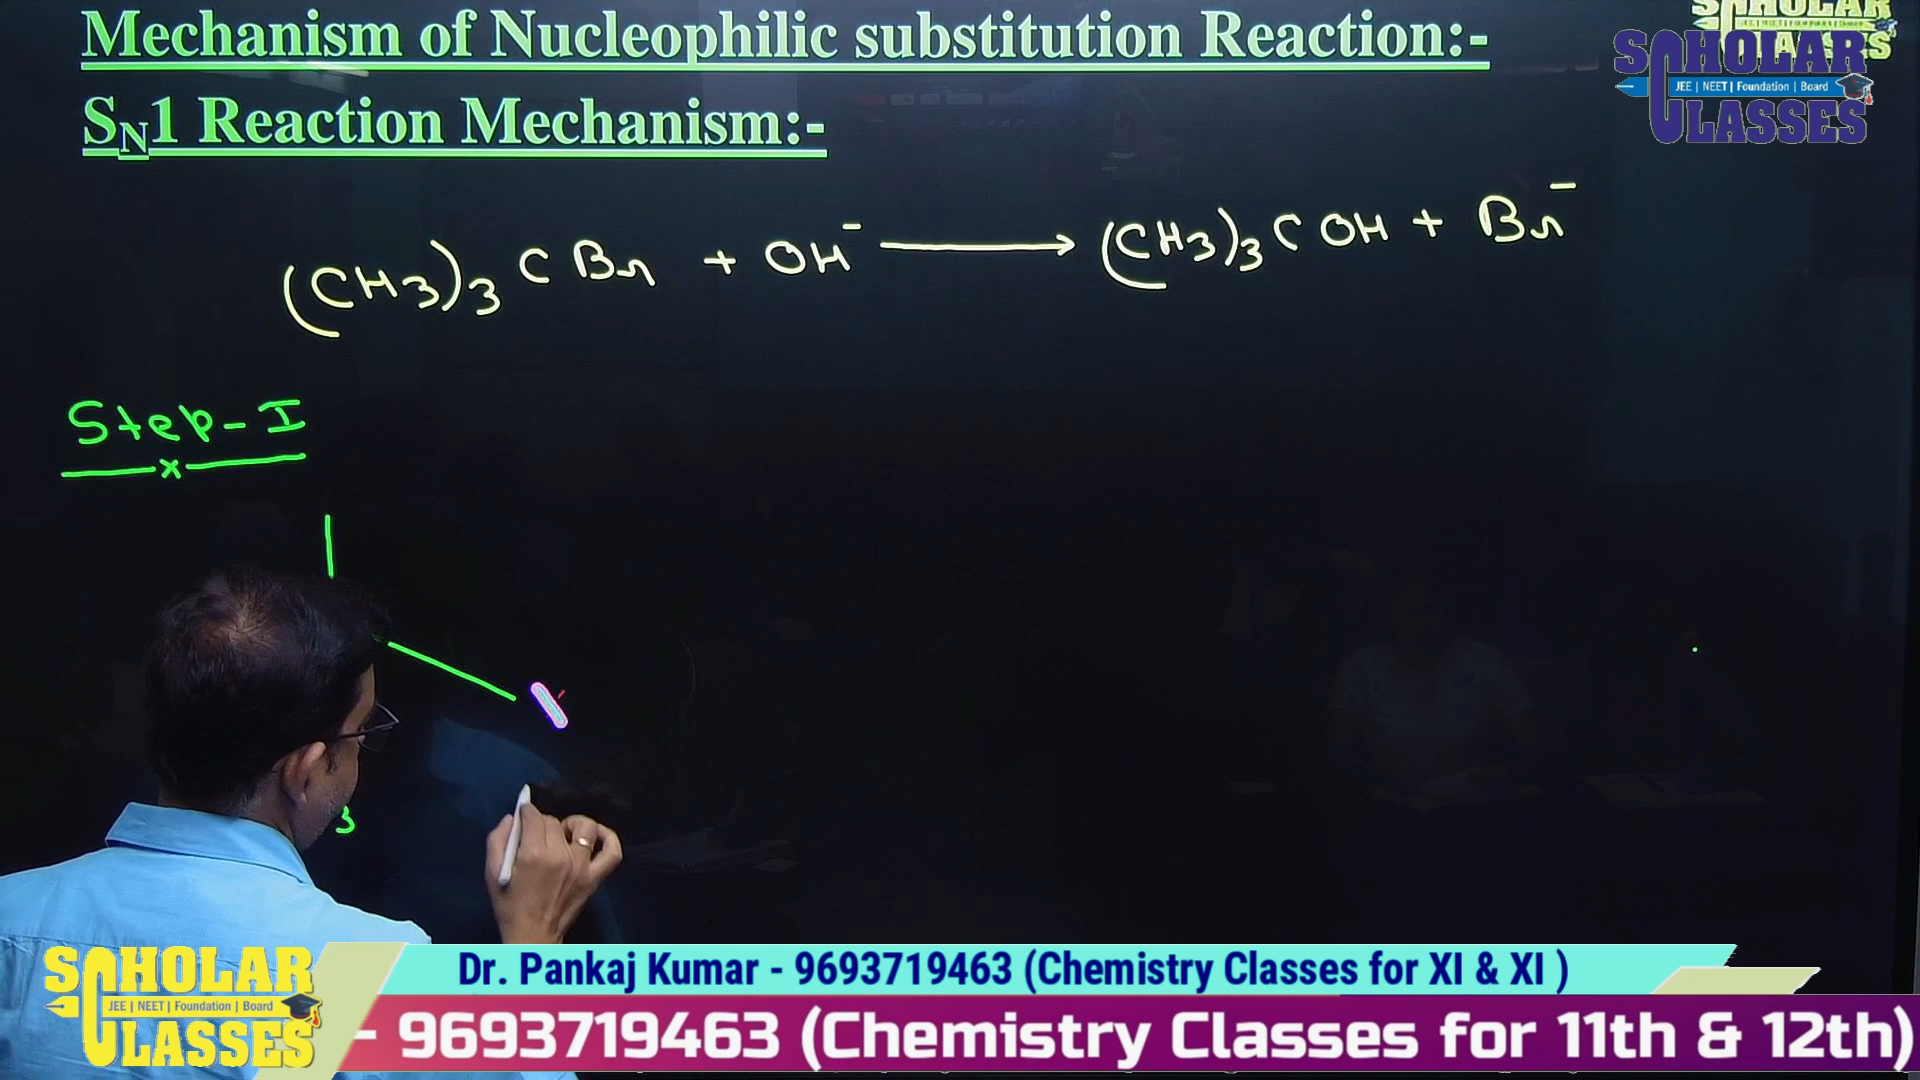 Mechanism of Nucleophilic substitution Reaction:-
SCHOLAR
JEE | NEET | Foundation | Board
CLASSES
S_N1 Reaction Mechanism:-
(CH3)3 C Br + OH⁻ ⟶ (CH3)3 C OH + Br⁻
Step-I
3
SCHOLAR
JEE | NEET | Foundation | Board
CLASSES
Dr. Pankaj Kumar - 9693719463 (Chemistry Classes for XI & XI )
- 9693719463 (Chemistry Classes for 11th & 12th)